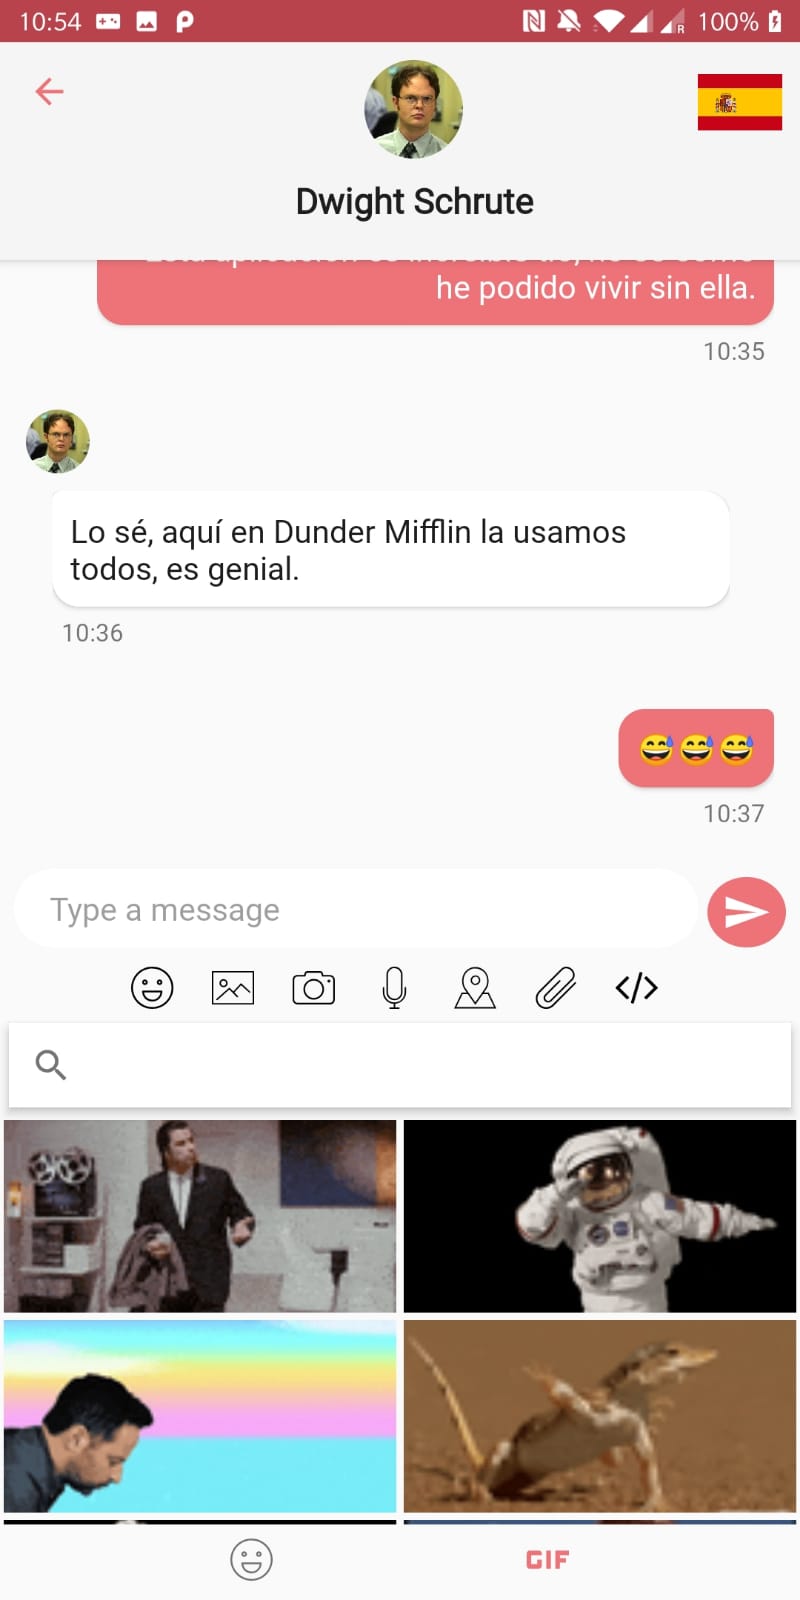 10:54
100%
R
Dwight Schrute
he podido vivir sin ella.
10:35
Lo sé, aquí en Dunder Mifflin la usamos
todos, es genial.
10:36
😅😅😅
10:37
Type a message
GIF